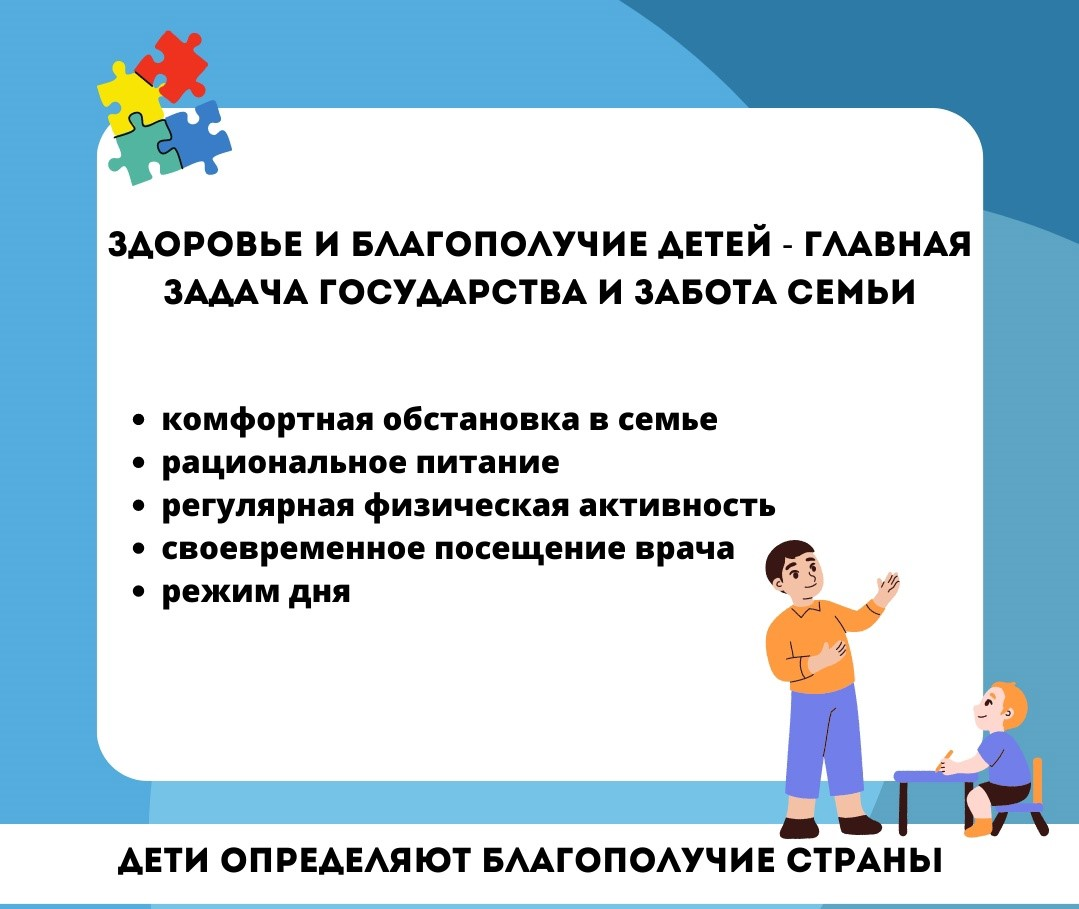 ЗДОРОВЬЕ И БЛАГОПОЛУЧИЕ ДЕТЕЙ - ГЛАВНАЯ
ЗАДАЧА ГОСУДАРСТВА И ЗАБОТА СЕМЬИ
• комфортная обстановка в семье
• рациональное питание
• регулярная физическая активность
• своевременное посещение врача
• режим дня
ДЕТИ ОПРЕДЕЛЯЮТ БЛАГОПОЛУЧИЕ СТРАНЫ